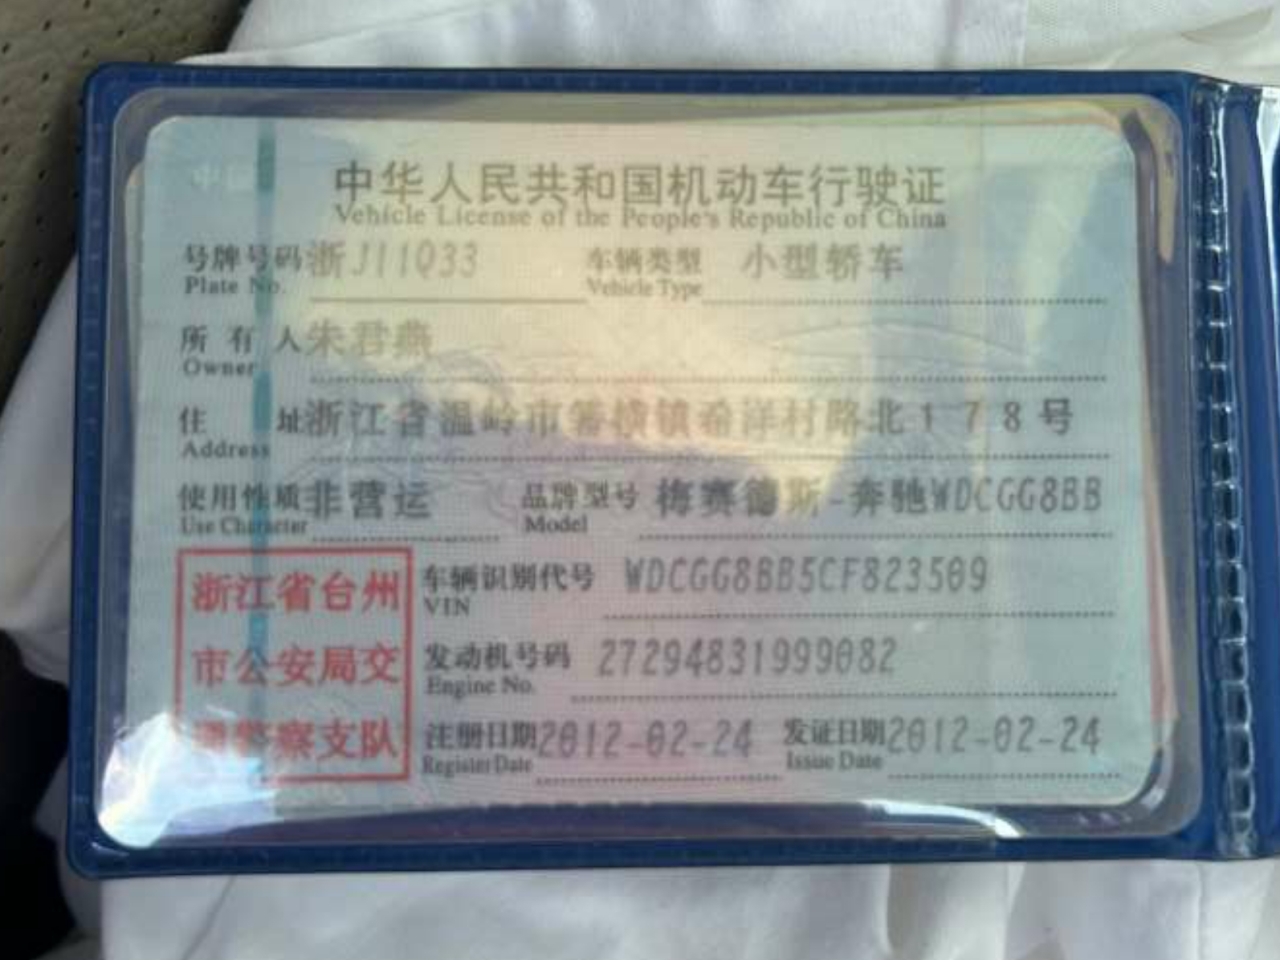 中华人民共和国机动车行驶证
Vehicle License of the People's Republic of China
号牌号码 浙J11Q33 车辆类型 小型轿车
Plate No. Vehicle Type
所有人 朱君燕
Owner
住址 浙江省温岭市箬横镇希洋村路北178号
Address
使用性质 非营运 品牌型号 梅赛德斯-奔驰WDCGG8BB
Use Character Model
浙江省台州
市公安局交
通警察支队
车辆识别代号 WDCGG8BB5CF823509
VIN
发动机号码 27294831999082
Engine No.
注册日期 2012-02-24 发证日期 2012-02-24
Register Date Issue Date